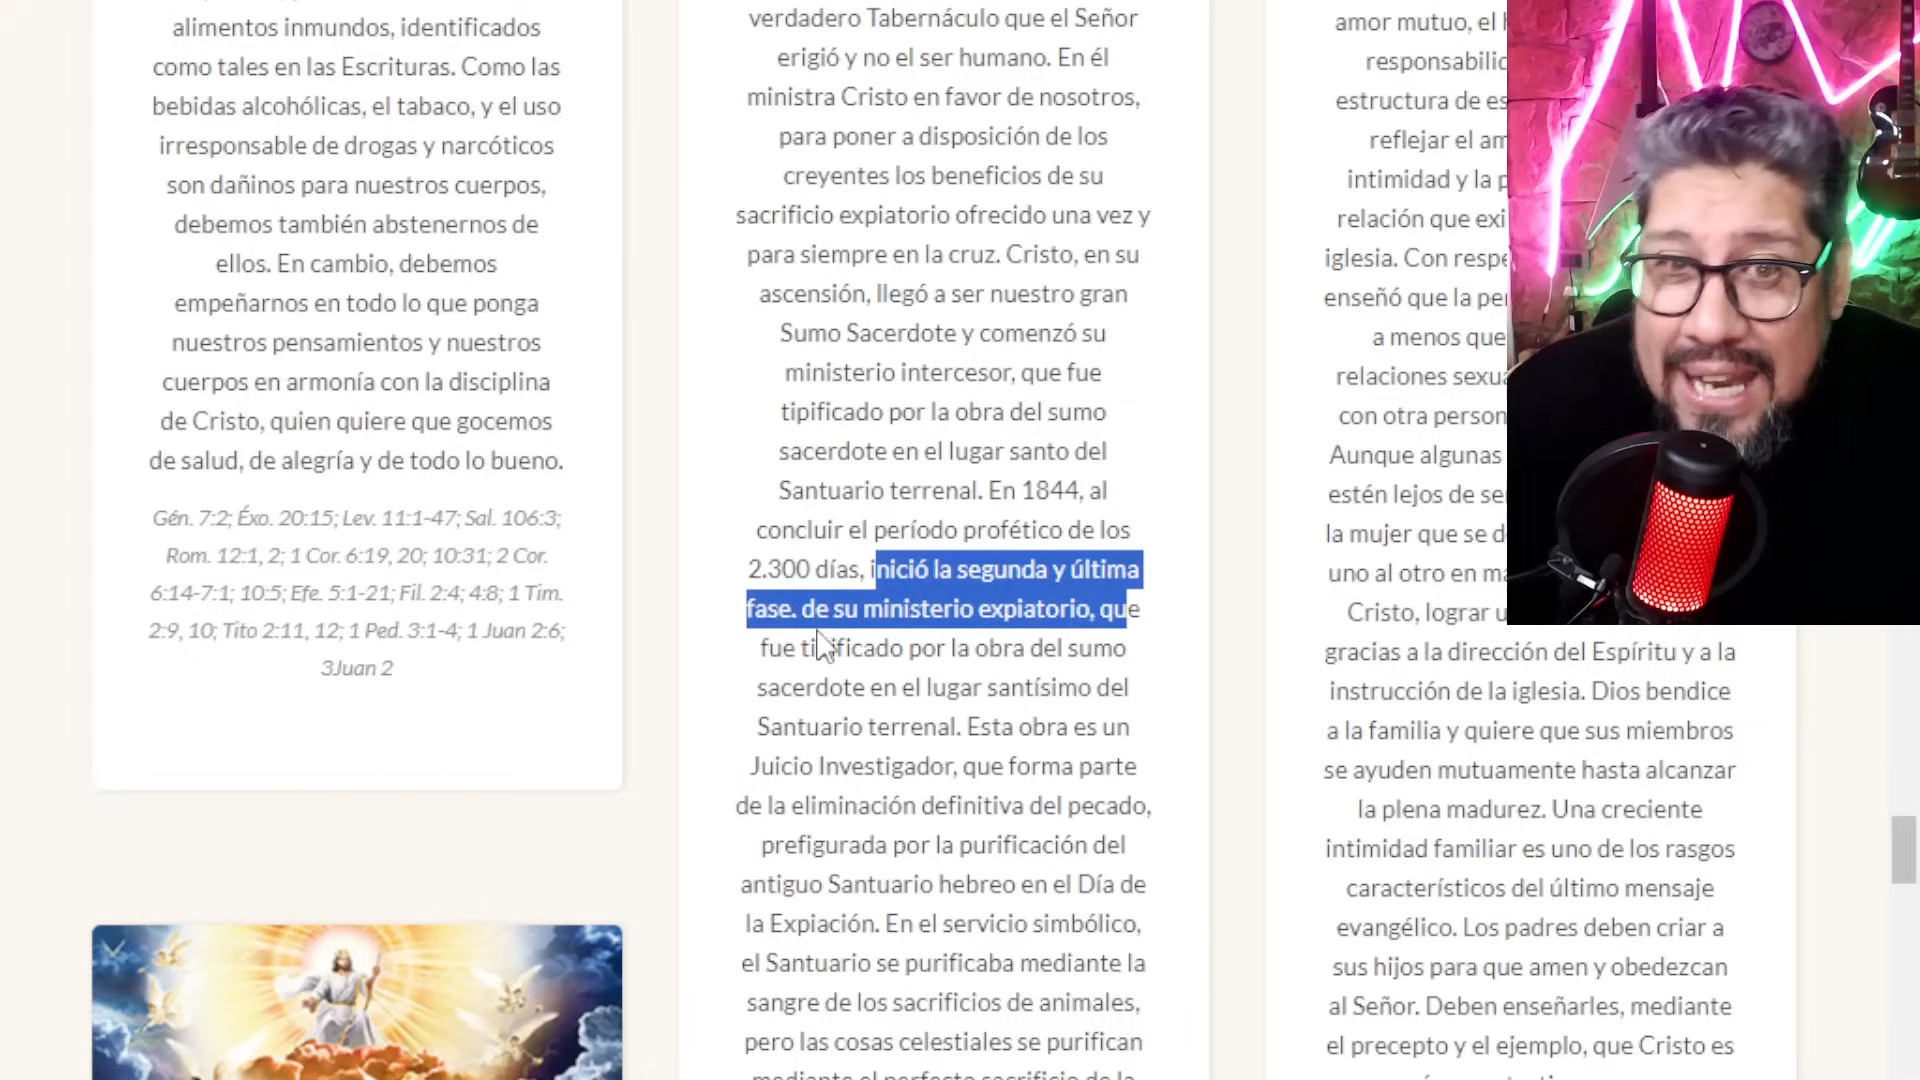 alimentos inmundos, identificados
como tales en las Escrituras. Como las
bebidas alcohólicas, el tabaco, y el uso
irresponsable de drogas y narcóticos
son dañinos para nuestros cuerpos,
debemos también abstenernos de
ellos. En cambio, debemos
empeñarnos en todo lo que ponga
nuestros pensamientos y nuestros
cuerpos en armonía con la disciplina
de Cristo, quien quiere que gocemos
de salud, de alegría y de todo lo bueno.
Gén. 7:2; Éxo. 20:15; Lev. 11:1-47; Sal. 106:3;
Rom. 12:1, 2; 1 Cor. 6:19, 20; 10:31; 2 Cor.
6:14-7:1; 10:5; Efe. 5:1-21; Fil. 2:4; 4:8; 1 Tim.
2:9, 10; Tito 2:11, 12; 1 Ped. 3:1-4; 1 Juan 2:6;
3Juan 2
verdadero Tabernáculo que el Señor
erigió y no el ser humano. En él
ministra Cristo en favor de nosotros,
para poner a disposición de los
creyentes los beneficios de su
sacrificio expiatorio ofrecido una vez y
para siempre en la cruz. Cristo, en su
ascensión, llegó a ser nuestro gran
Sumo Sacerdote y comenzó su
ministerio intercesor, que fue
tipificado por la obra del sumo
sacerdote en el lugar santo del
Santuario terrenal. En 1844, al
concluir el período profético de los
2.300 días, inició la segunda y última
fase. de su ministerio expiatorio, que
fue tipificado por la obra del sumo
sacerdote en el lugar santísimo del
Santuario terrenal. Esta obra es un
Juicio Investigador, que forma parte
de la eliminación definitiva del pecado,
prefigurada por la purificación del
antiguo Santuario hebreo en el Día de
la Expiación. En el servicio simbólico,
el Santuario se purificaba mediante la
sangre de los sacrificios de animales,
pero las cosas celestiales se purifican
mediante el perfecto sacrificio de la
amor mutuo, el
estructura de
reflejar el
intimidad y la
relación que
iglesia. Con
enseñó que la
a menos que
relaciones
con otra
Aunque algunas
estén lejos de
la mujer que se
uno al otro en
Cristo, lograr
gracias a la dirección del Espíritu y a la
instrucción de la iglesia. Dios bendice
a la familia y quiere que sus miembros
se ayuden mutuamente hasta alcanzar
la plena madurez. Una creciente
intimidad familiar es uno de los rasgos
característicos del último mensaje
evangélico. Los padres deben criar a
sus hijos para que amen y obedezcan
al Señor. Deben enseñarles, mediante
el precepto y el ejemplo, que Cristo es